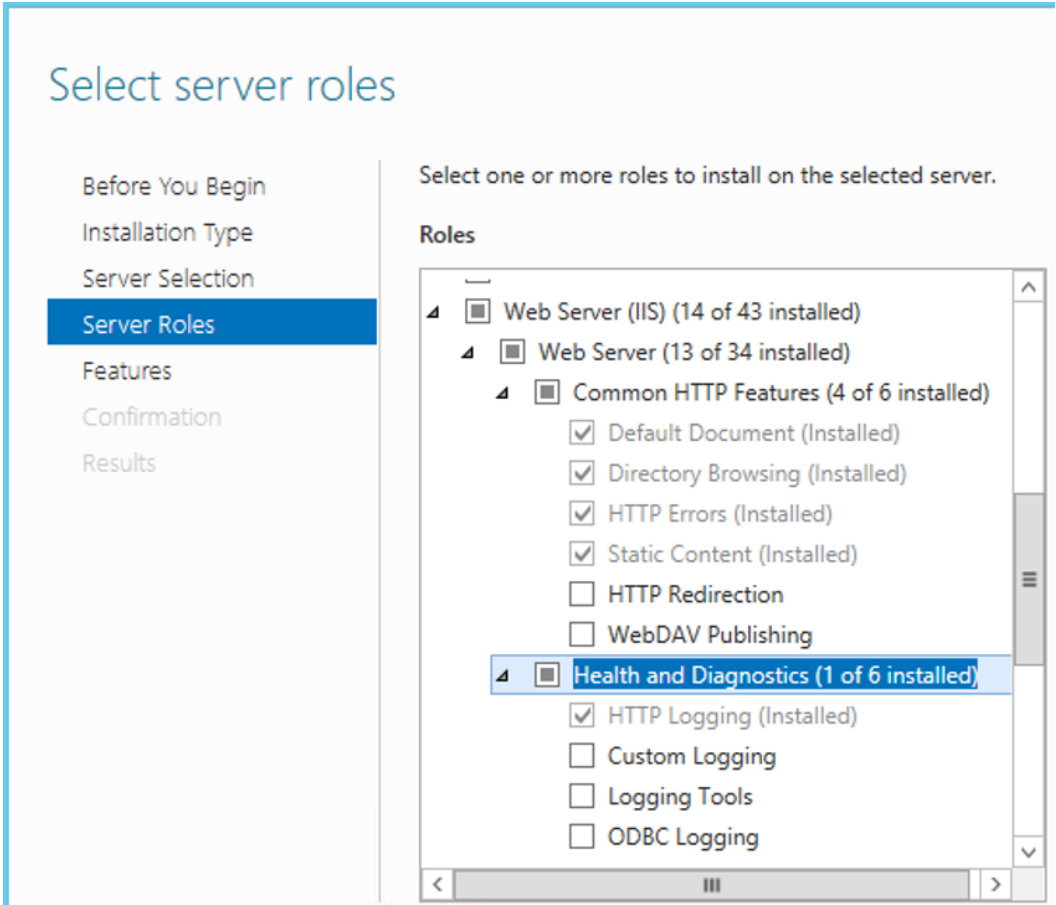 Select server roles
Before You Begin
Installation Type
Server Selection
Server Roles
Features
Confirmation
Results
Select one or more roles to install on the selected server.
Roles
Web Server (IIS) (14 of 43 installed)
Web Server (13 of 34 installed)
Common HTTP Features (4 of 6 installed)
Default Document (Installed)
Directory Browsing (Installed)
HTTP Errors (Installed)
Static Content (Installed)
HTTP Redirection
WebDAV Publishing
Health and Diagnostics (1 of 6 installed)
HTTP Logging (Installed)
Custom Logging
Logging Tools
ODBC Logging